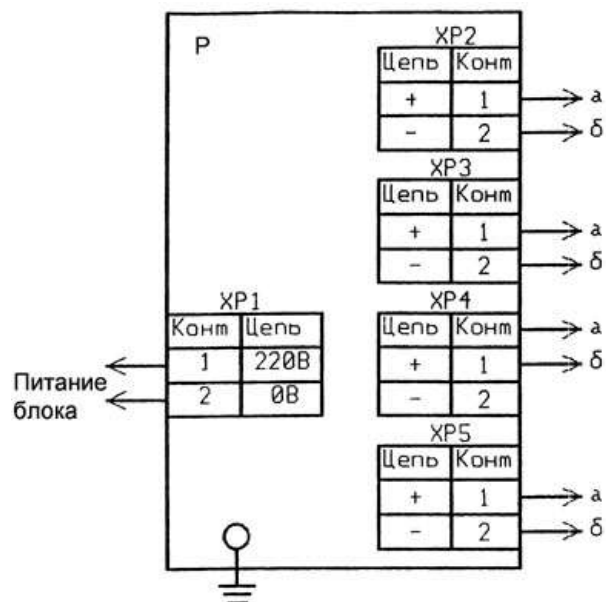 P
XP2
Цепь Конт
+ 1 а
- 2 б
XP3
Цепь Конт
+ 1 а
- 2 б
XP1
Конт Цепь
1 220В
2 0В
Питание
блока
XP4
Цепь Конт а
+ 1 б
- 2
XP5
Цепь Конт
+ 1 а
- 2 б